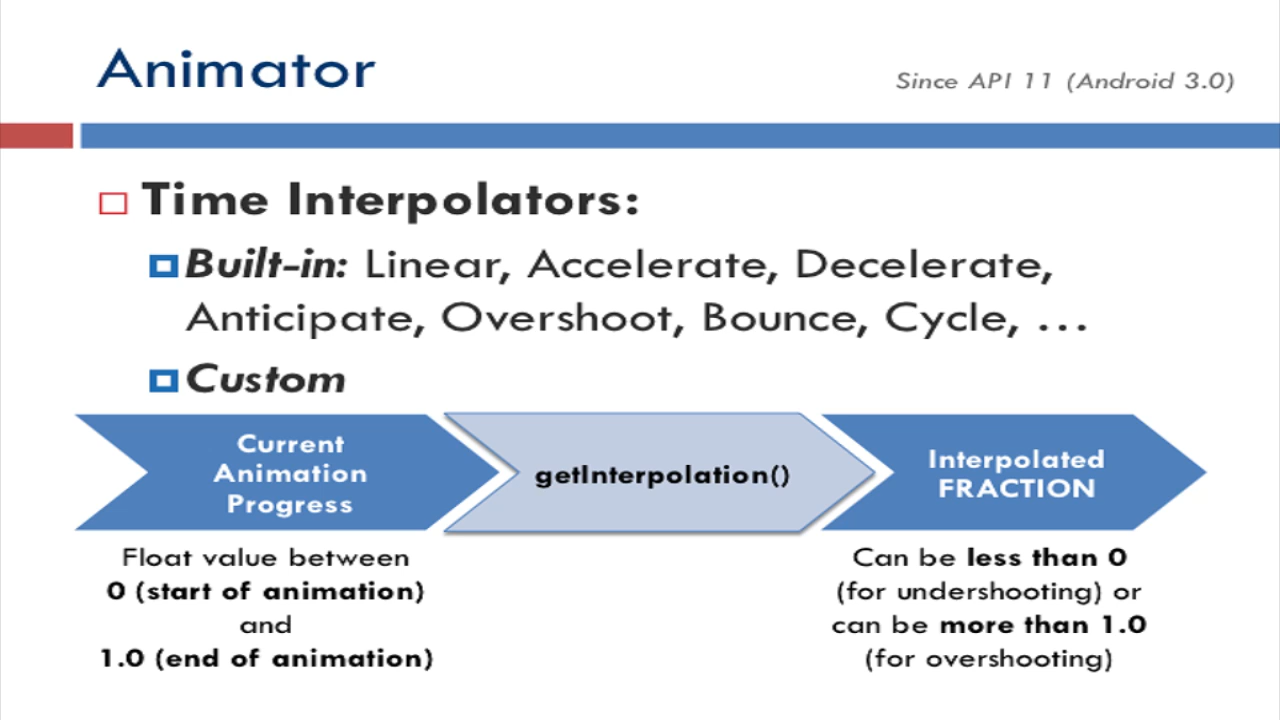 Animator
Since API 11 (Android 3.0)
Time Interpolators:
Built-in: Linear, Accelerate, Decelerate,
Anticipate, Overshoot, Bounce, Cycle, ...
Custom
Current
Animation
Progress
getInterpolation()
Interpolated
FRACTION
Float value between
0 (start of animation)
and
1.0 (end of animation)
Can be less than 0
(for undershooting) or
can be more than 1.0
(for overshooting)